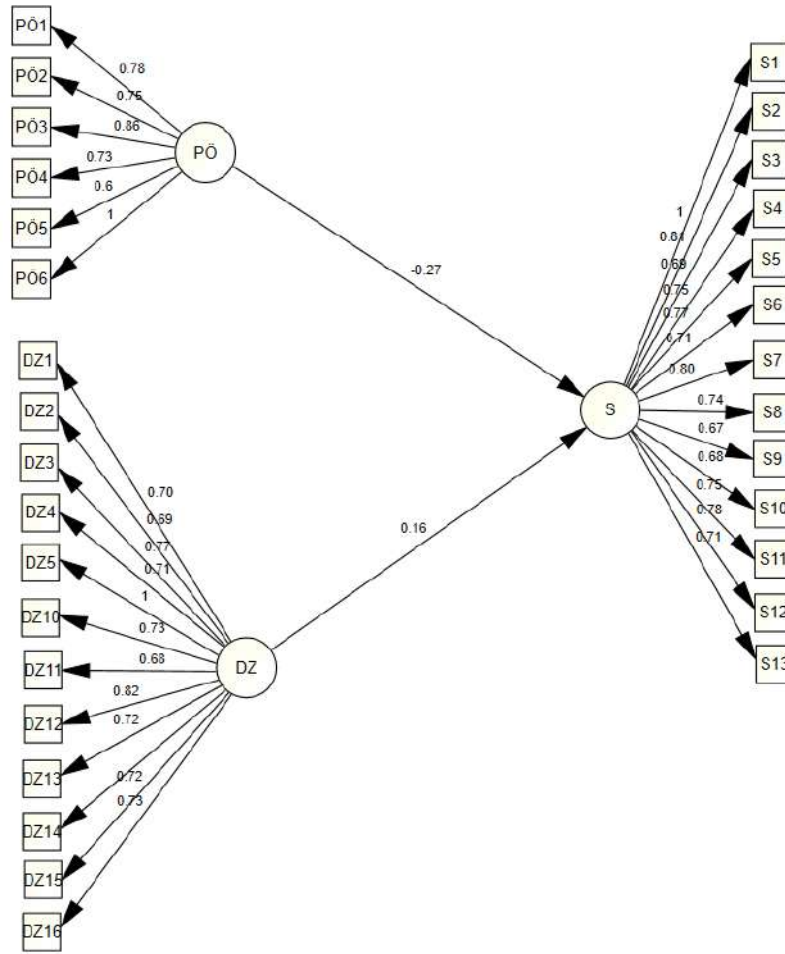 PÖ1
PÖ2
PÖ3
PÖ4
PÖ5
PÖ6
0.78
0.75
0.86
0.73
0.6
1
PÖ
-0.27
DZ1
DZ2
DZ3
DZ4
DZ5
DZ10
DZ11
DZ12
DZ13
DZ14
DZ15
DZ16
0.70
0.69
0.77
0.71
1
0.73
0.68
0.82
0.72
0.72
0.73
DZ
0.16
S
1
0.81
0.69
0.75
0.77
0.71
0.80
0.74
0.67
0.68
0.75
0.78
0.71
S1
S2
S3
S4
S5
S6
S7
S8
S9
S10
S11
S12
S13